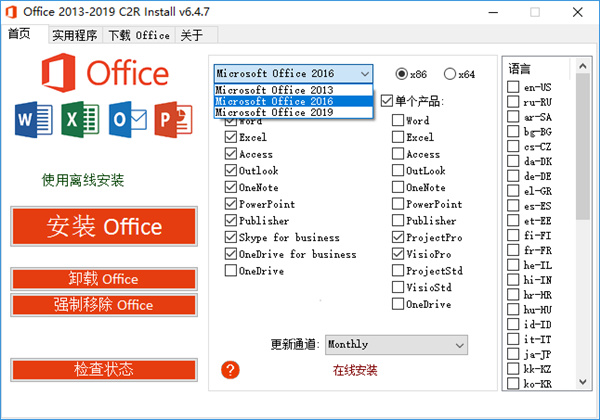 Office 2013-2019 C2R Install v6.4.7
首页 实用程序 下载 Office 关于
Office
W X O P
使用离线安装
安装 Office
卸载 Office
强制移除 Office
检查状态
Microsoft Office 2016
Microsoft Office 2013
Microsoft Office 2016
Microsoft Office 2019
x86 x64
Word
Excel
Access
Outlook
OneNote
PowerPoint
Publisher
Skype for business
OneDrive for business
OneDrive
单个产品:
Word
Excel
Access
OutLook
OneNote
PowerPoint
Publisher
ProjectPro
VisioPro
ProjectStd
VisioStd
OneDrive
更新通道: Monthly
?
在线安装
语言
en-US
ru-RU
ar-SA
bg-BG
cs-CZ
da-DK
de-DE
el-GR
es-ES
et-EE
fi-FI
fr-FR
he-IL
hi-IN
hr-HR
hu-HU
id-ID
it-IT
ja-JP
kk-KZ
ko-KR